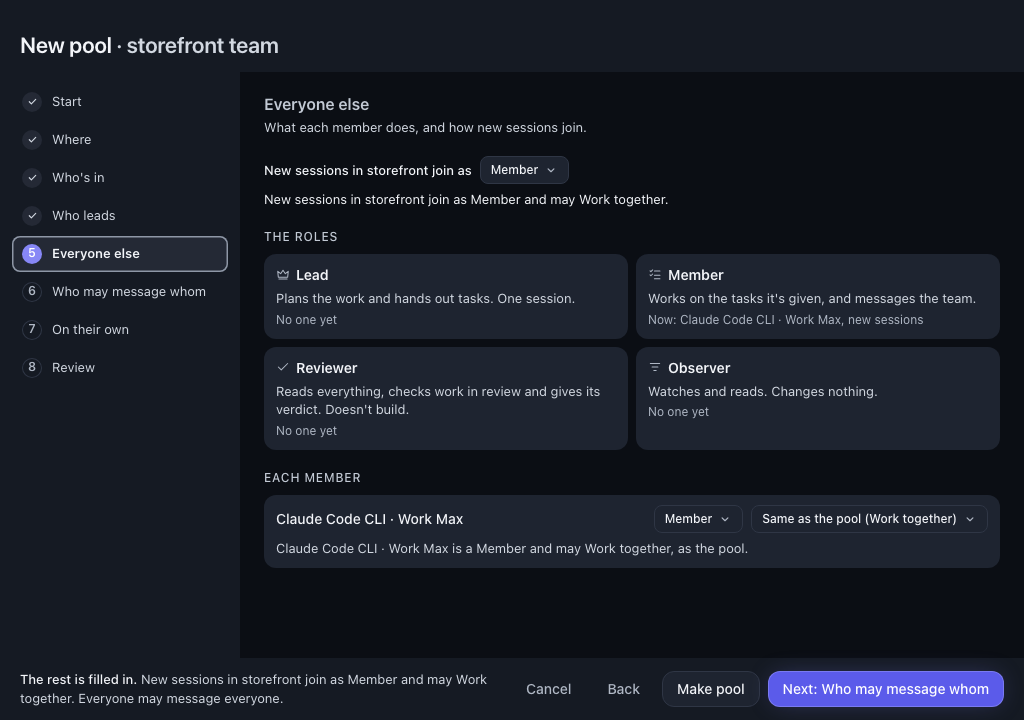 New pool · storefront team
Start
Where
Who's in
Who leads
5 Everyone else
6 Who may message whom
7 On their own
8 Review
Everyone else
What each member does, and how new sessions join.
New sessions in storefront join as Member
New sessions in storefront join as Member and may Work together.
THE ROLES
Lead
Plans the work and hands out tasks. One session.
No one yet
Member
Works on the tasks it's given, and messages the team.
Now: Claude Code CLI · Work Max, new sessions
Reviewer
Reads everything, checks work in review and gives its
verdict. Doesn't build.
No one yet
Observer
Watches and reads. Changes nothing.
No one yet
EACH MEMBER
Claude Code CLI · Work Max Member Same as the pool (Work together)
Claude Code CLI · Work Max is a Member and may Work together, as the pool.
The rest is filled in. New sessions in storefront join as Member and may Work
together. Everyone may message everyone.
Cancel Back Make pool Next: Who may message whom